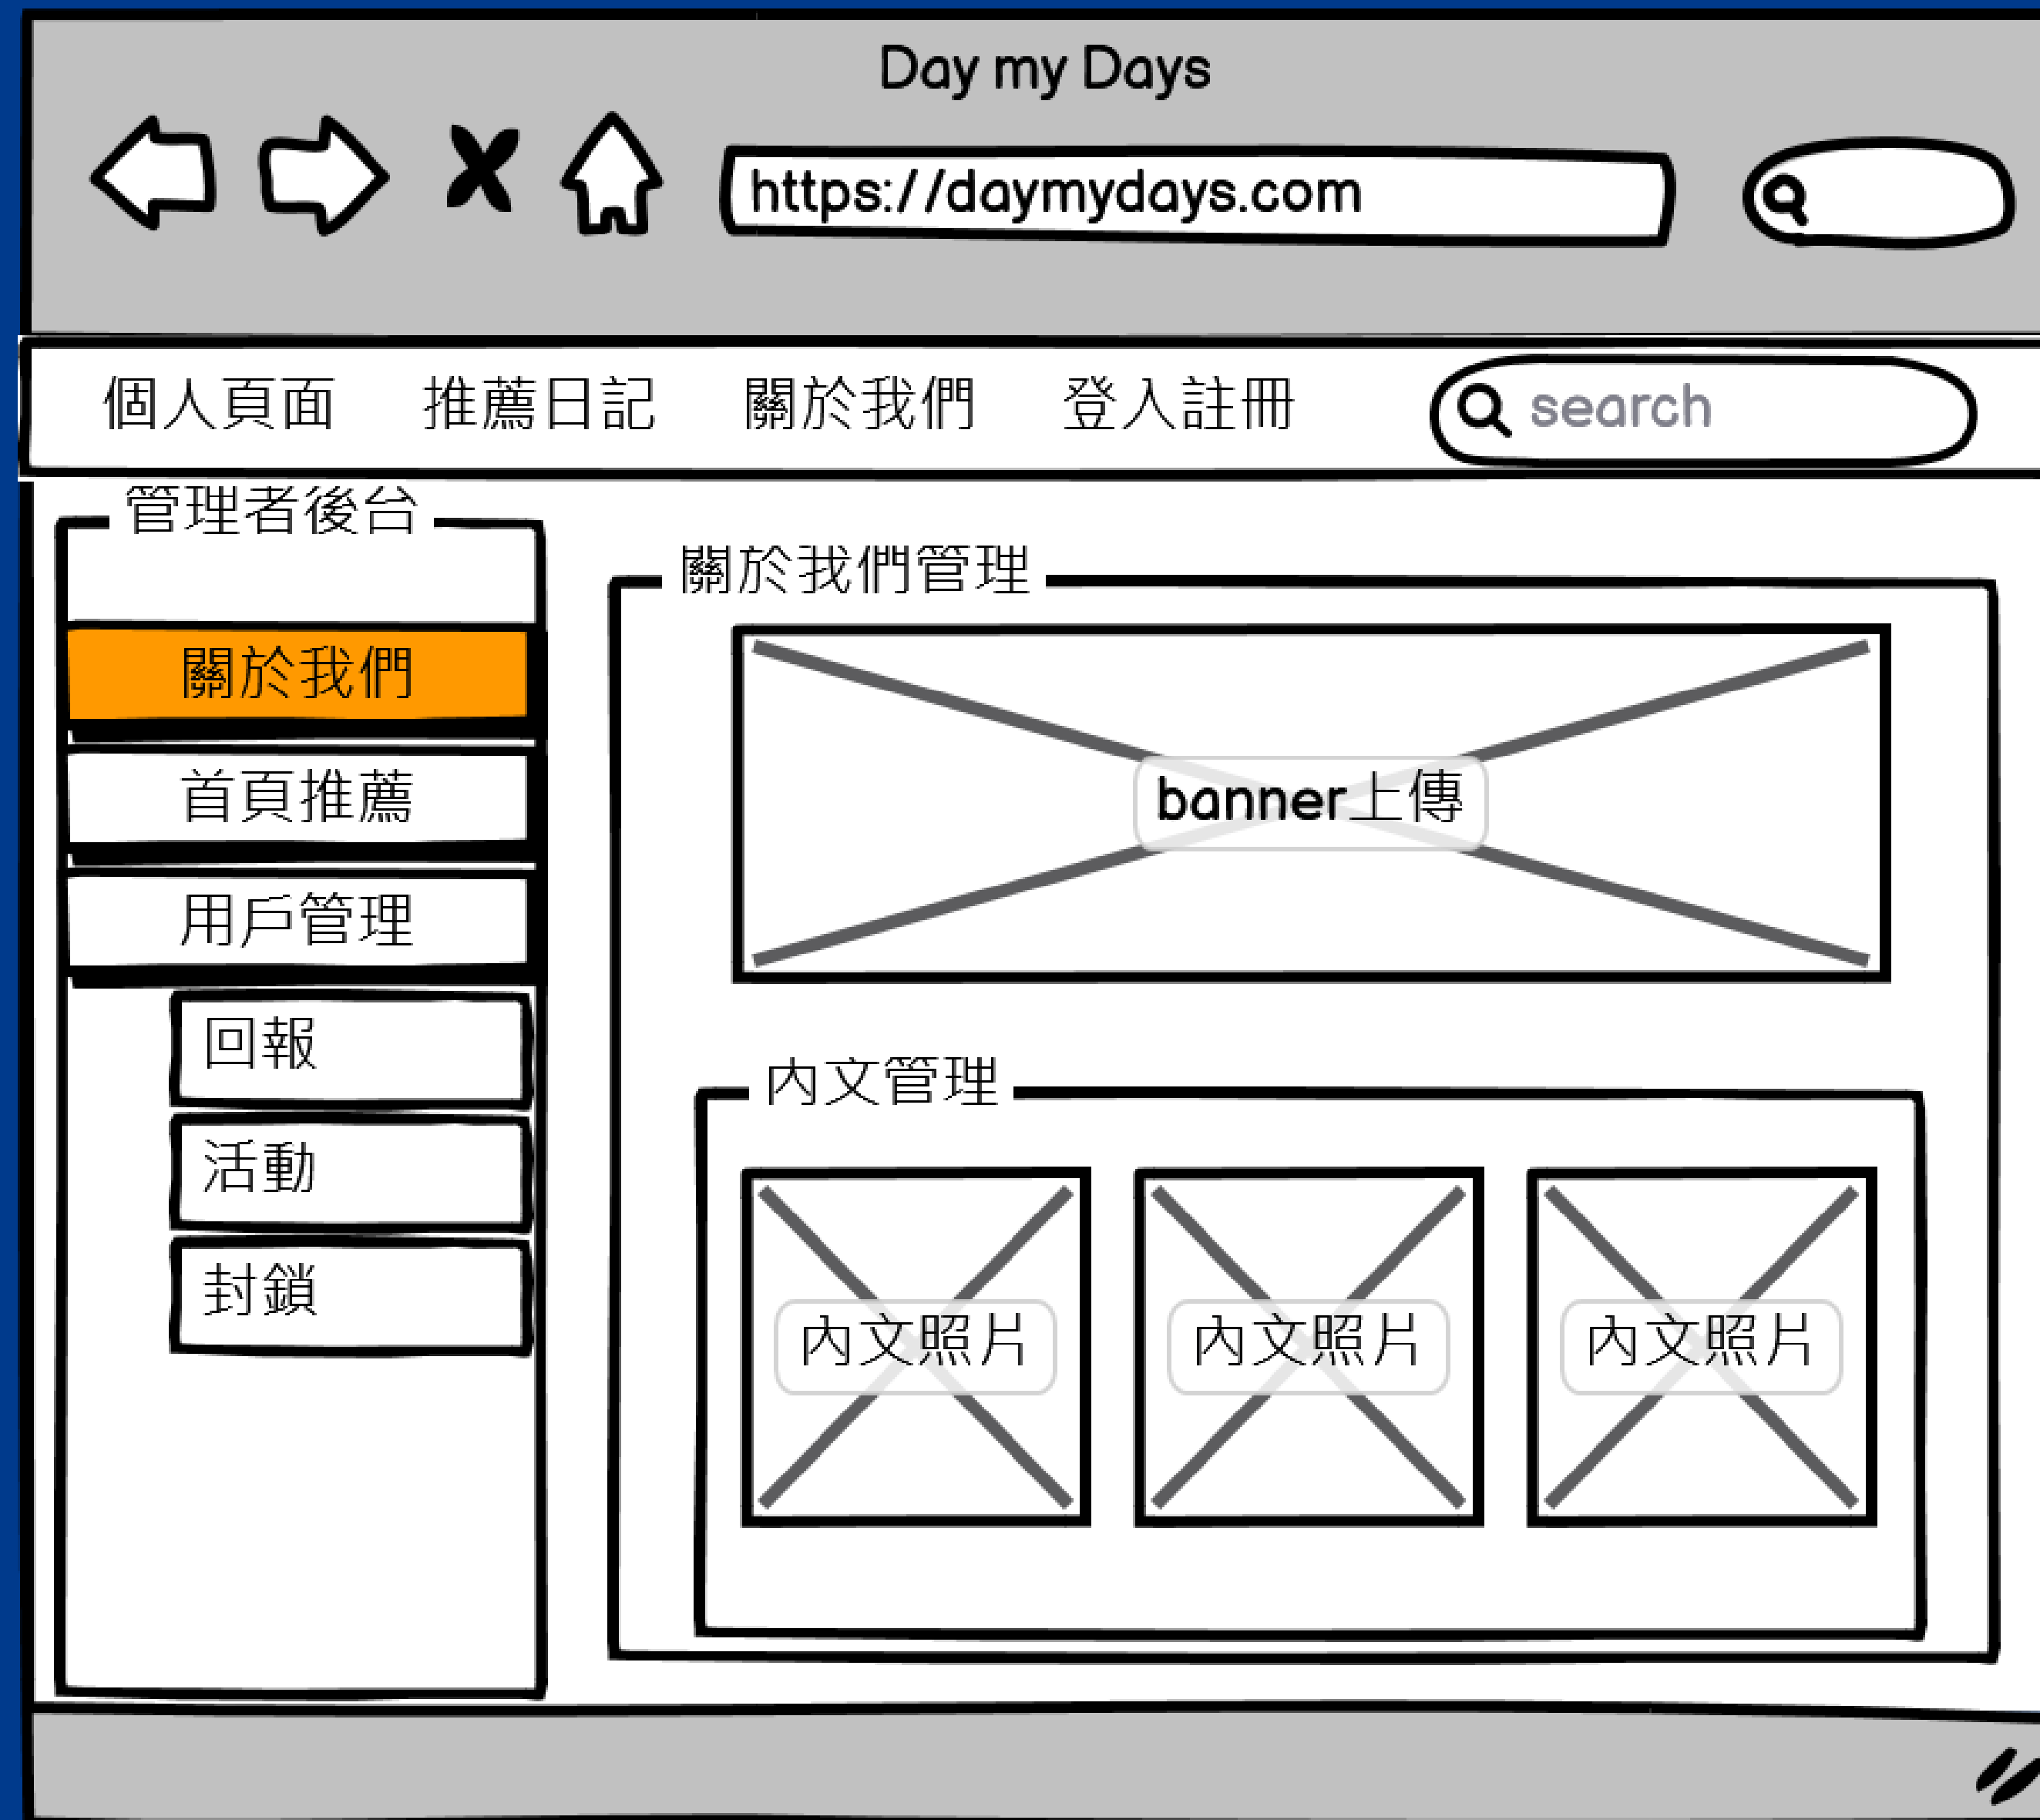 Day my Days
https://daymydays.com
個人頁面 推薦日記 關於我們 登入註冊 search
管理者後台
關於我們
首頁推薦
用戶管理
回報
活動
封鎖
關於我們管理
banner上傳
內文管理
內文照片 內文照片 內文照片